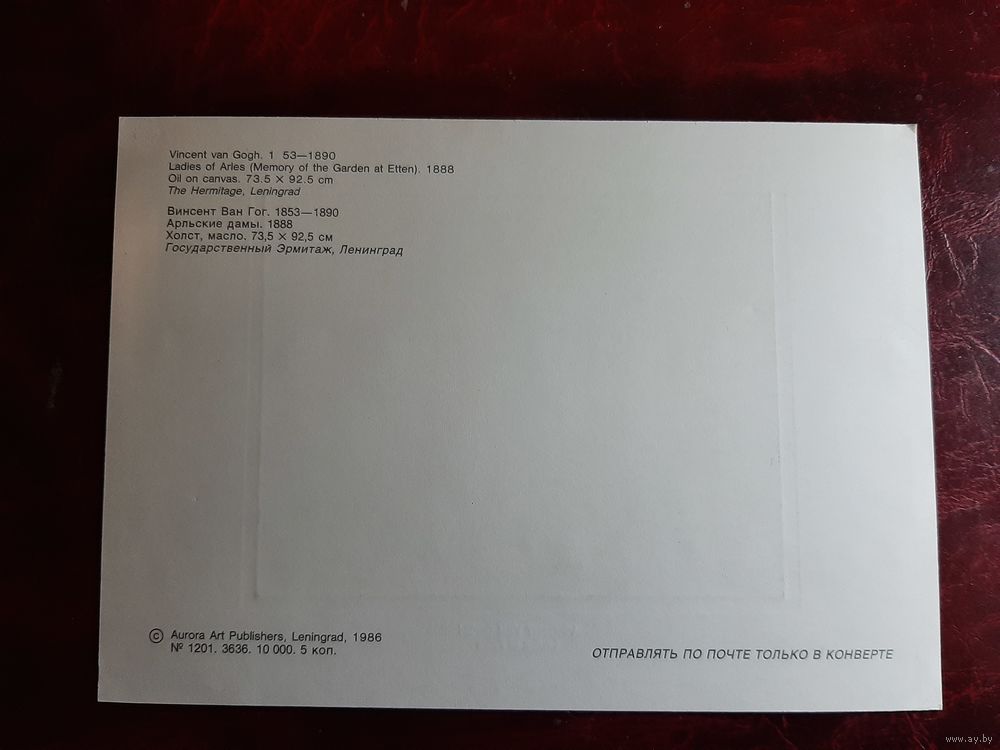 Vincent van Gogh. 1 53—1890
Ladies of Arles (Memory of the Garden at Etten). 1888
Oil on canvas. 73.5 × 92.5 cm
The Hermitage, Leningrad
Винсент Ван Гог. 1853—1890
Арльские дамы. 1888
Холст, масло. 73,5 × 92,5 см
Государственный Эрмитаж, Ленинград
© Aurora Art Publishers, Leningrad, 1986
№ 1201. 3636. 10 000. 5 коп.
ОТПРАВЛЯТЬ ПО ПОЧТЕ ТОЛЬКО В КОНВЕРТЕ
www.ay.by